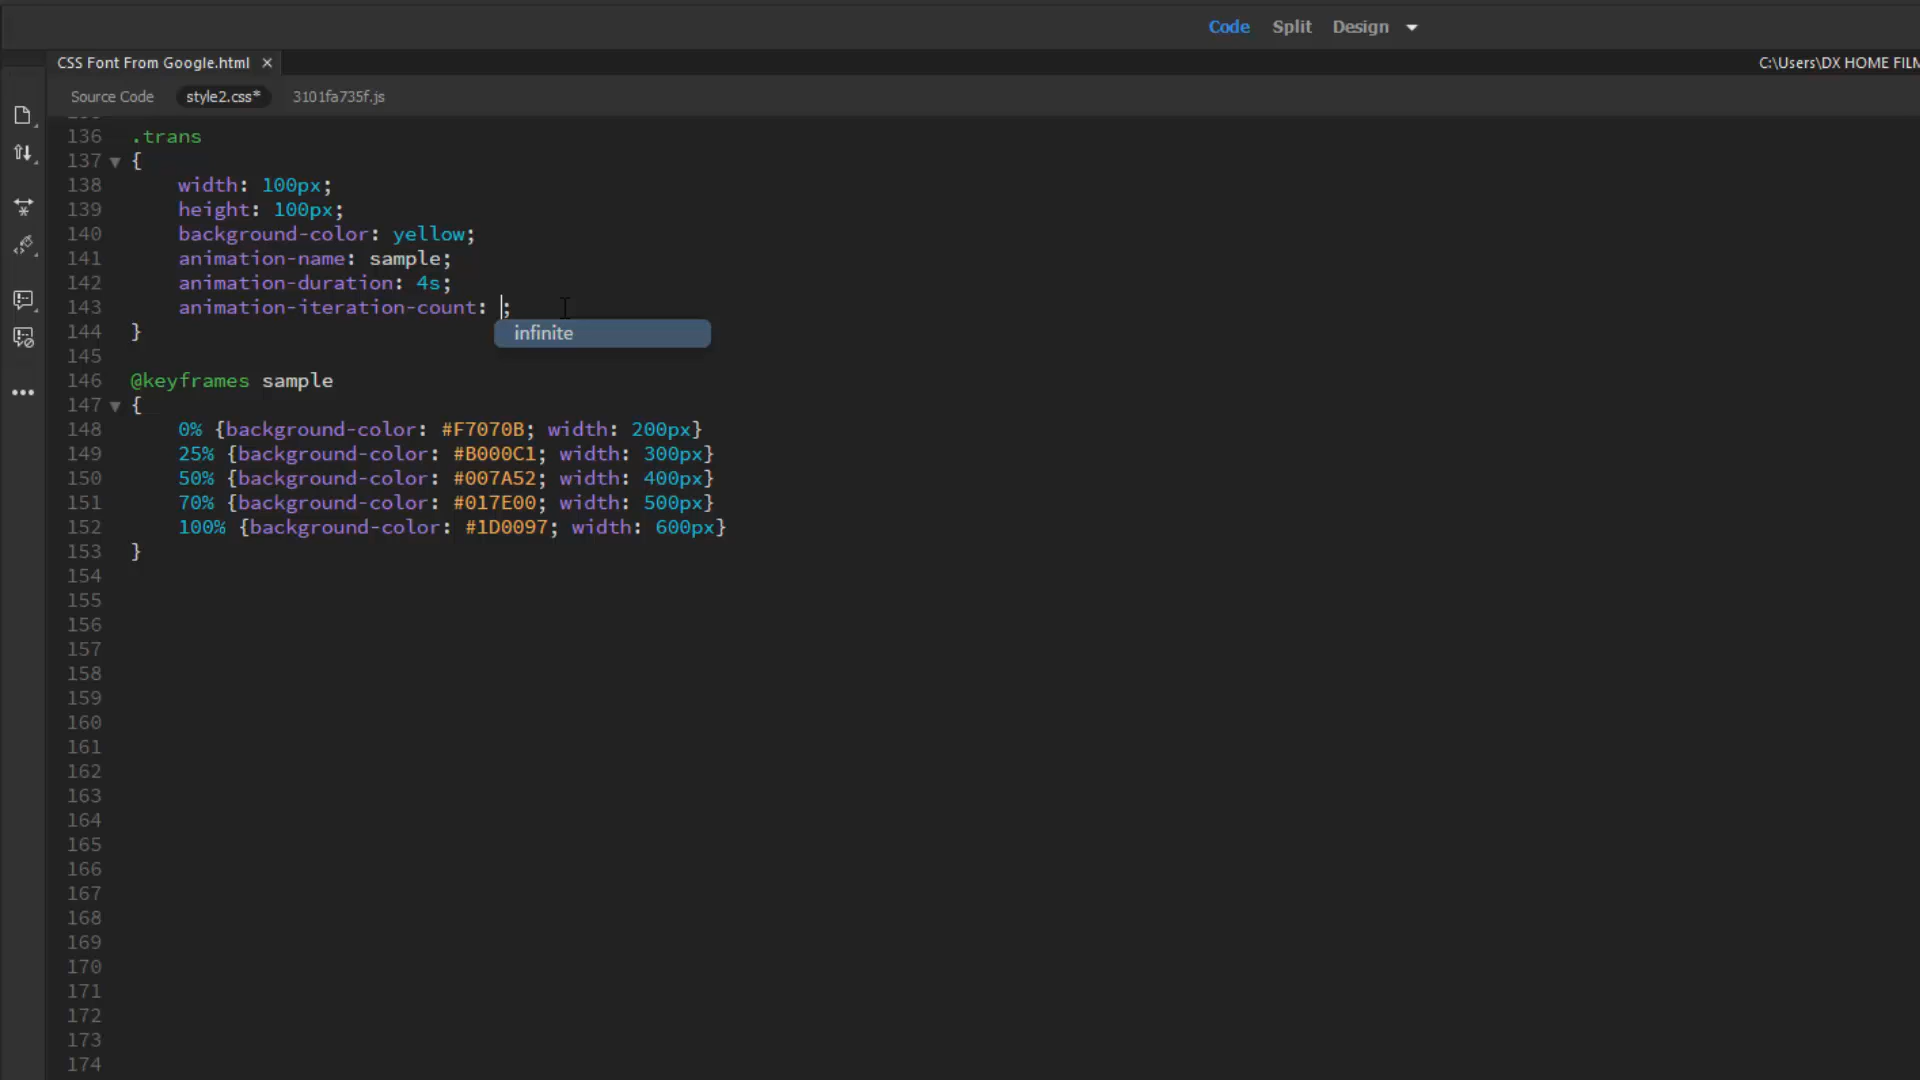 Code Split Design
CSS Font From Google.html ×
C:\Users\DX HOME FILM
Source Code style2.css* 3101fa735f.js
136 .trans
137 {
138 width: 100px;
139 height: 100px;
140 background-color: yellow;
141 animation-name: sample;
142 animation-duration: 4s;
143 animation-iteration-count: ;
infinite
144 }
145
146 @keyframes sample
147 {
148 0% {background-color: #F7070B; width: 200px}
149 25% {background-color: #B000C1; width: 300px}
150 50% {background-color: #007A52; width: 400px}
151 70% {background-color: #017E00; width: 500px}
152 100% {background-color: #1D0097; width: 600px}
153 }
154
155
156
157
158
159
160
161
162
163
164
165
166
167
168
169
170
171
172
173
174